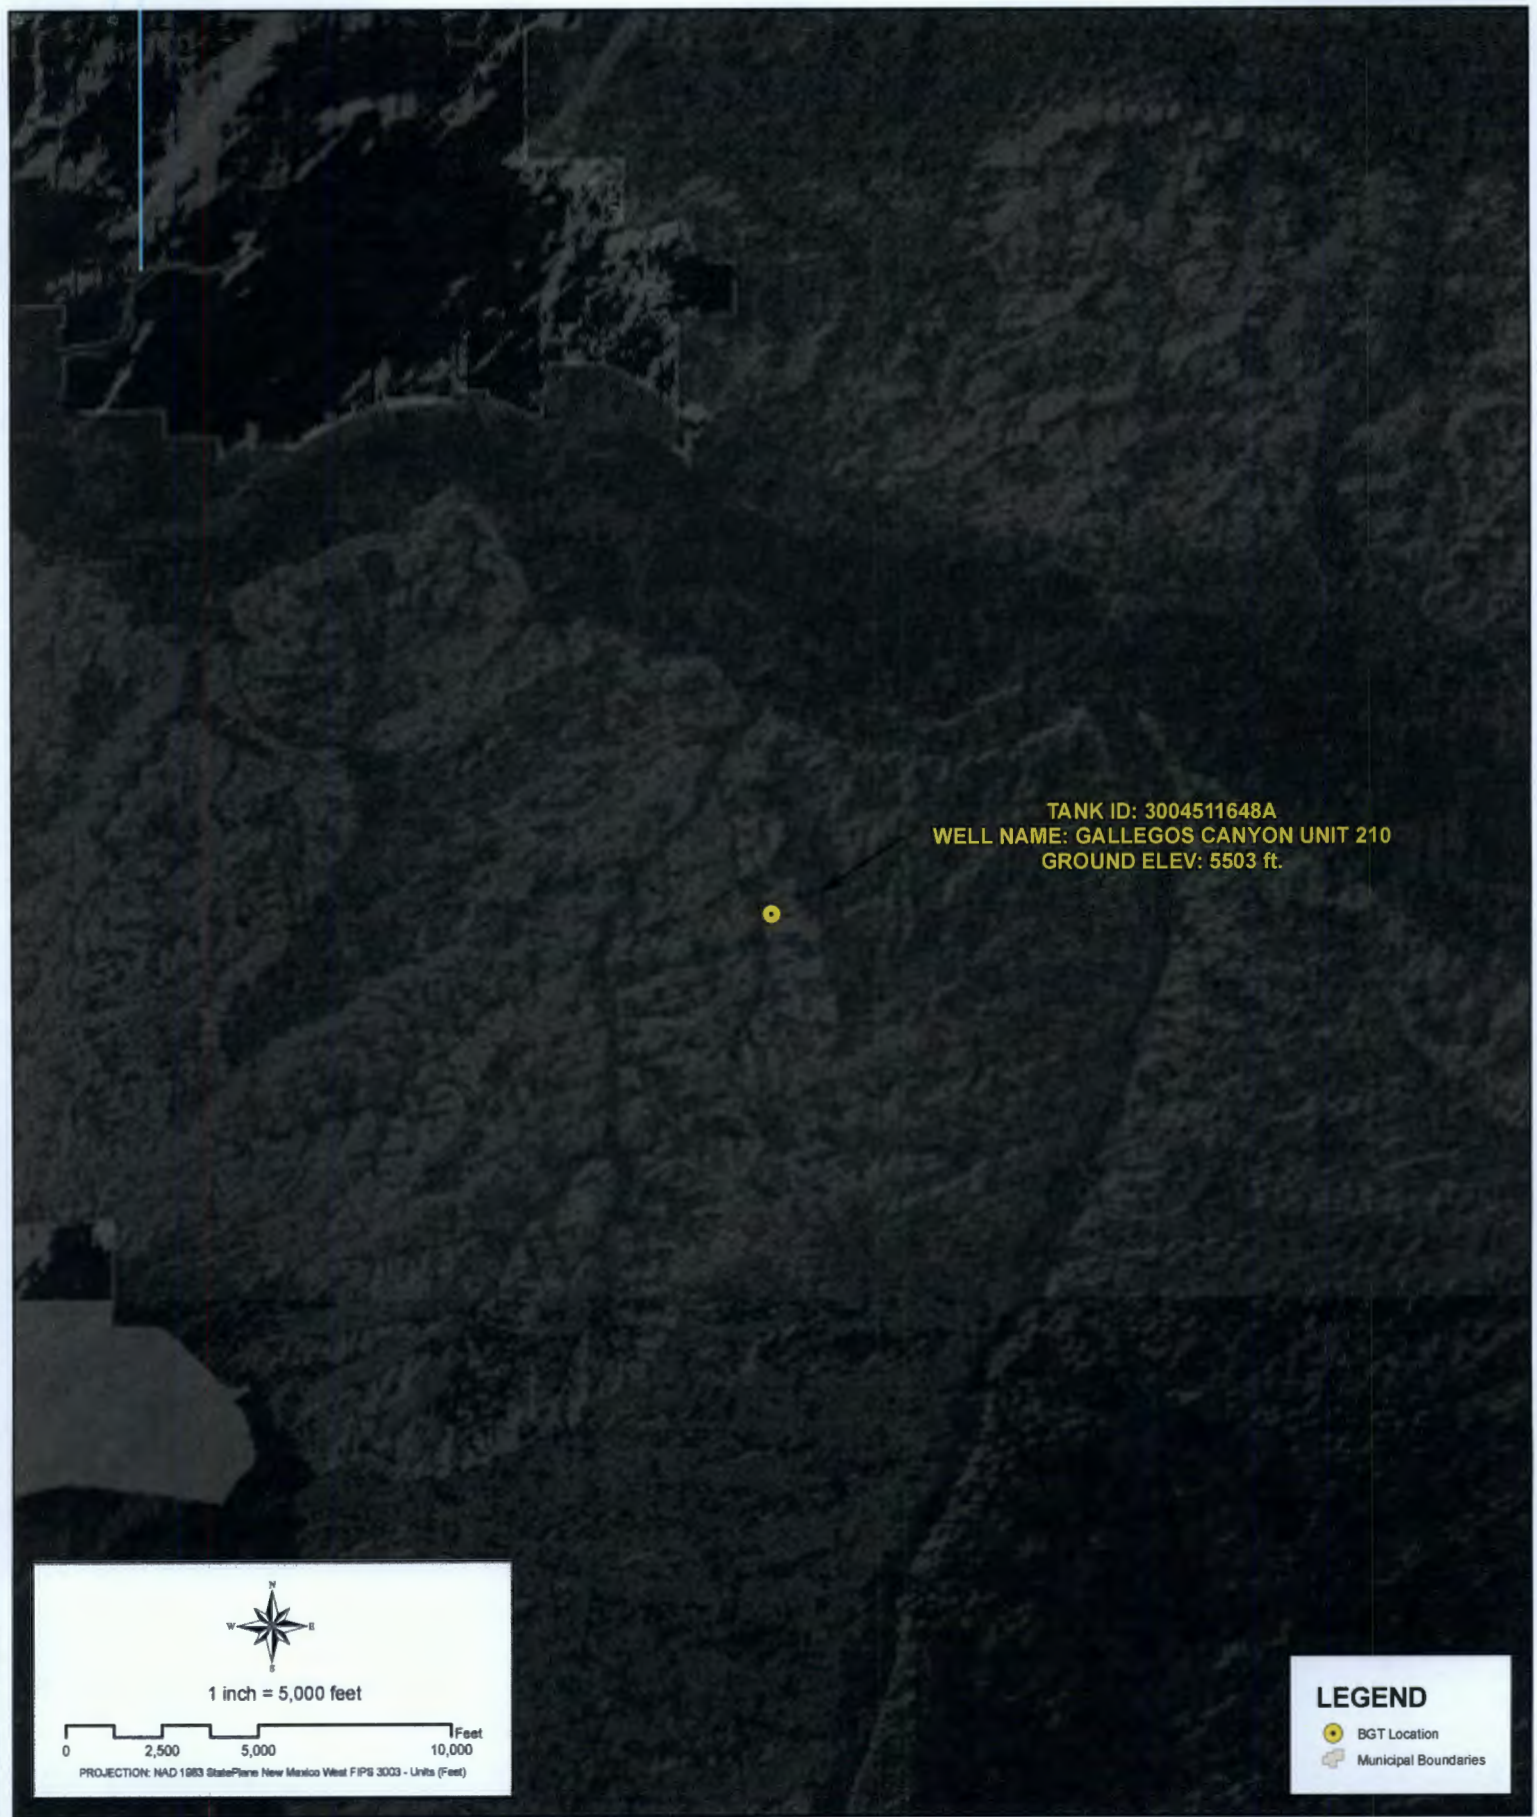 TANK ID: 3004511648A
WELL NAME: GALLEGOS CANYON UNIT 210
GROUND ELEV: 5503 ft.
N
W E
S
1 inch = 5,000 feet
Feet
0 2,500 5,000 10,000
PROJECTION: NAD 1983 StatePlane New Mexico West FIPS 3003 - Units (Feet)
LEGEND
BGT Location
Municipal Boundaries